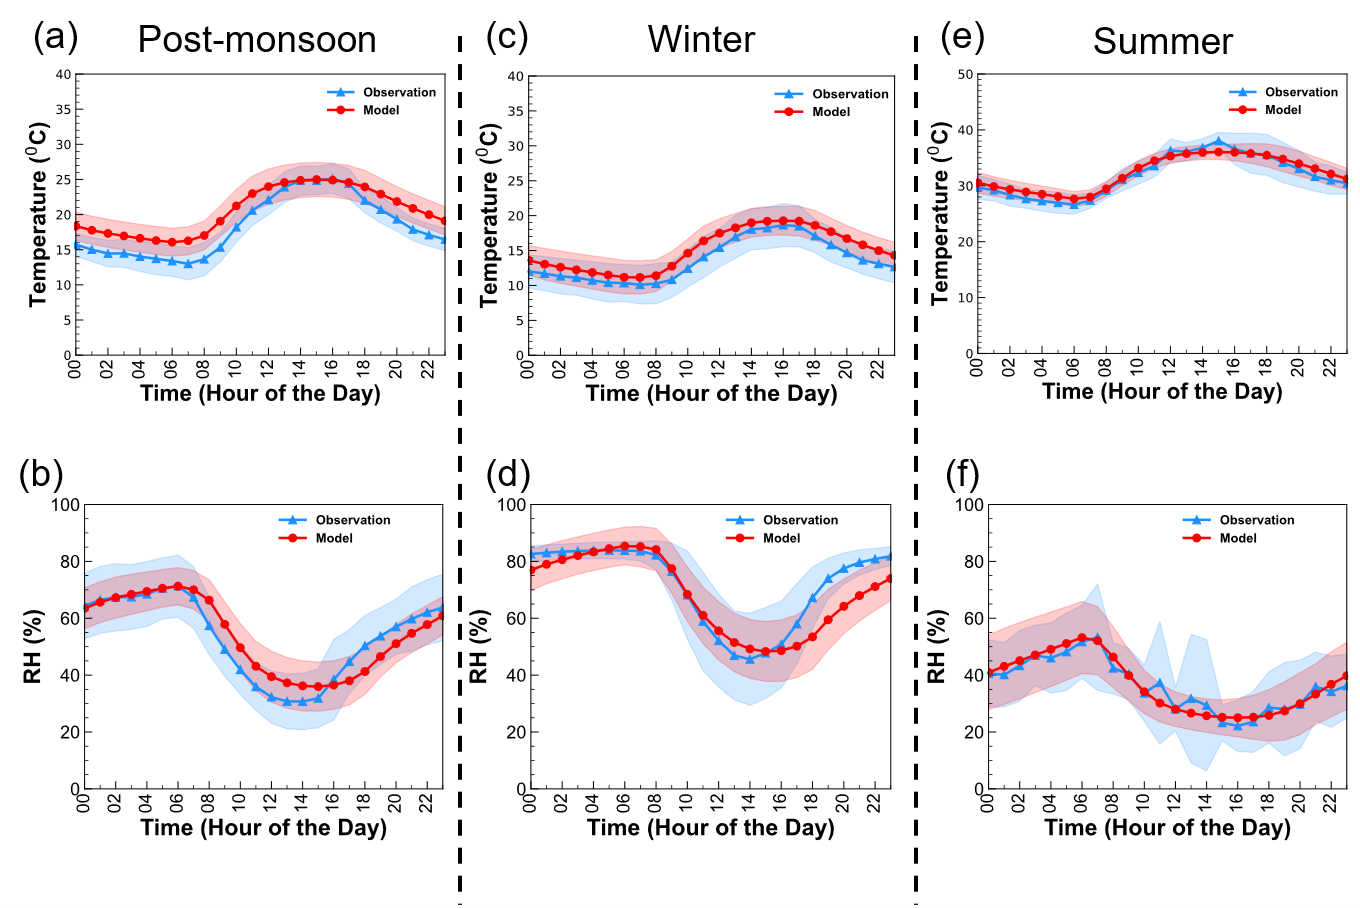 (a) Post-monsoon
40
35
30
25
20
15
10
5
0
Temperature (⁰C)
Observation
Model
00 02 04 06 08 10 12 14 16 18 20 22
Time (Hour of the Day)
(c) Winter
40
35
30
25
20
15
10
5
0
Temperature (⁰C)
Observation
Model
00 02 04 06 08 10 12 14 16 18 20 22
Time (Hour of the Day)
(e) Summer
50
40
30
20
10
0
Temperature (⁰C)
Observation
Model
00 02 04 06 08 10 12 14 16 18 20 22
Time (Hour of the Day)
(b)
100
80
60
40
20
0
RH (%)
Observation
Model
00 02 04 06 08 10 12 14 16 18 20 22
Time (Hour of the Day)
(d)
100
80
60
40
20
0
RH (%)
Observation
Model
00 02 04 06 08 10 12 14 16 18 20 22
Time (Hour of the Day)
(f)
100
80
60
40
20
0
RH (%)
Observation
Model
00 02 04 06 08 10 12 14 16 18 20 22
Time (Hour of the Day)